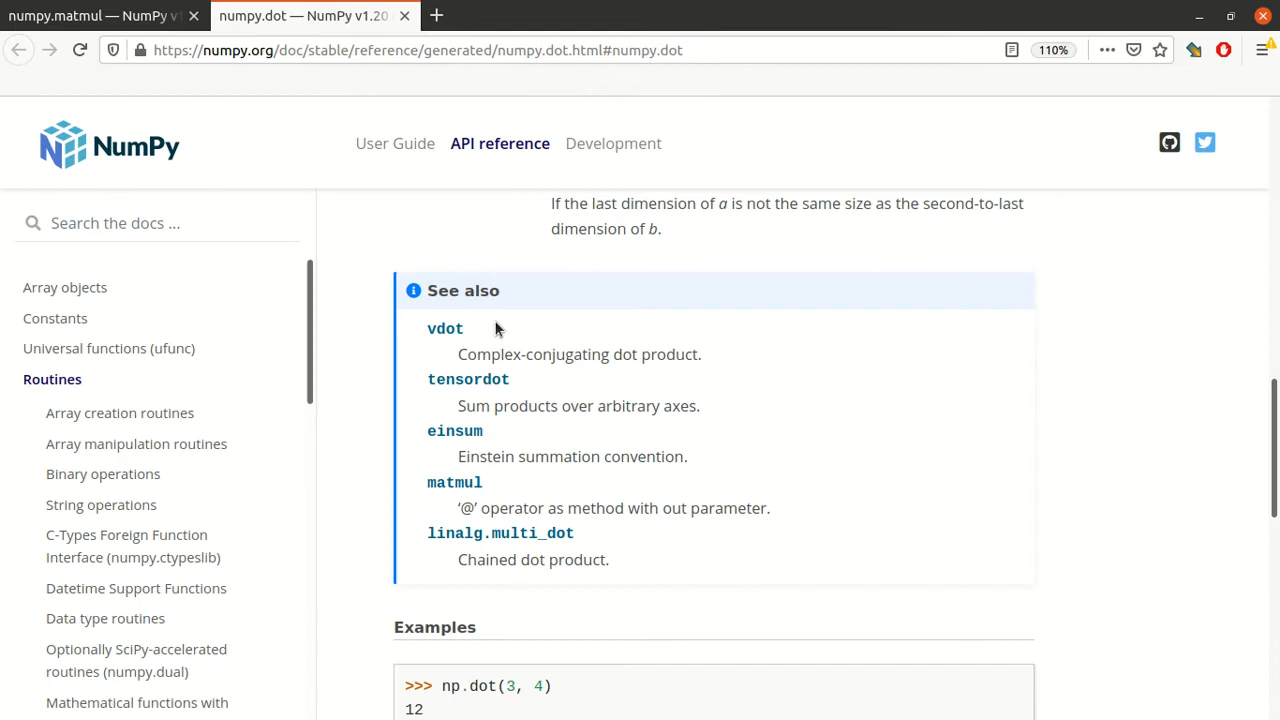 numpy.matmul — NumPy v1
numpy.dot — NumPy v1.20
https://numpy.org/doc/stable/reference/generated/numpy.dot.html#numpy.dot
110%
NumPy
User Guide
API reference
Development
Search the docs ...
Array objects
Constants
Universal functions (ufunc)
Routines
Array creation routines
Array manipulation routines
Binary operations
String operations
C-Types Foreign Function
Interface (numpy.ctypeslib)
Datetime Support Functions
Data type routines
Optionally SciPy-accelerated
routines (numpy.dual)
Mathematical functions with
If the last dimension of a is not the same size as the second-to-last
dimension of b.
See also
vdot
Complex-conjugating dot product.
tensordot
Sum products over arbitrary axes.
einsum
Einstein summation convention.
matmul
‘@’ operator as method with out parameter.
linalg.multi_dot
Chained dot product.
Examples
>>> np.dot(3, 4)
12